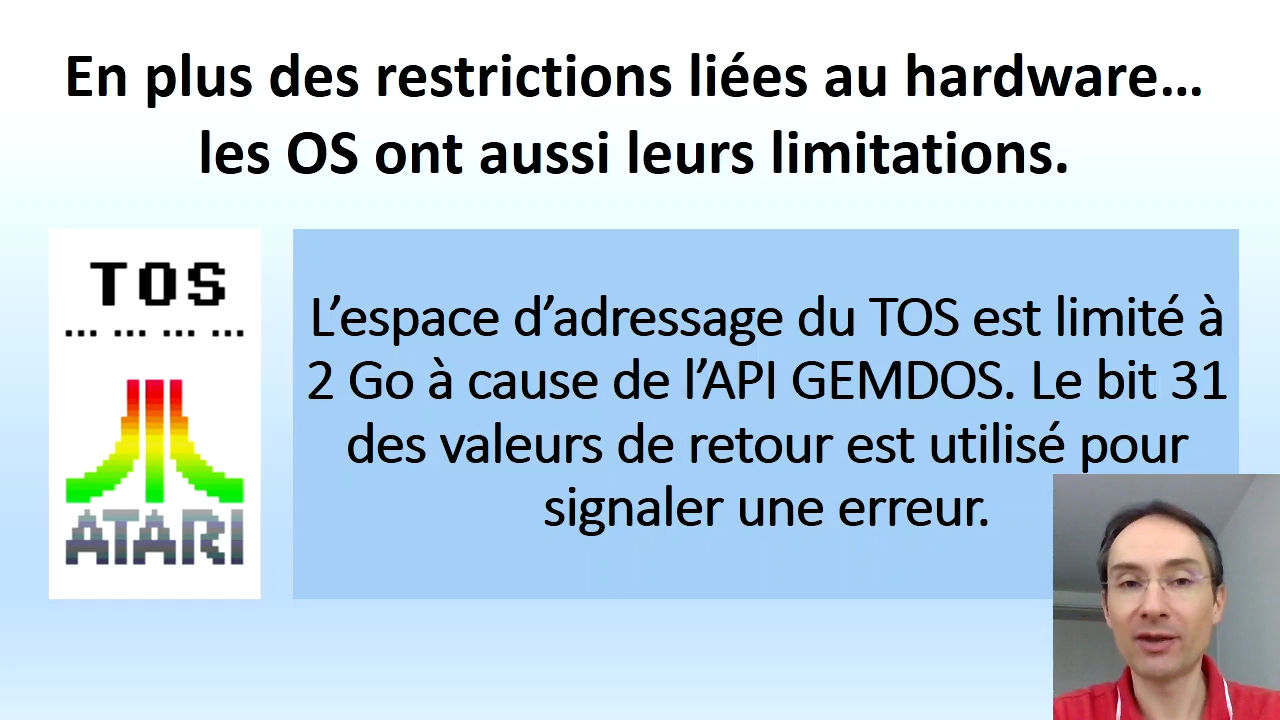 En plus des restrictions liées au hardware…
les OS ont aussi leurs limitations.
TOS
... ... ... ...
ATARI
L’espace d’adressage du TOS est limité à
2 Go à cause de l’API GEMDOS. Le bit 31
des valeurs de retour est utilisé pour
signaler une erreur.